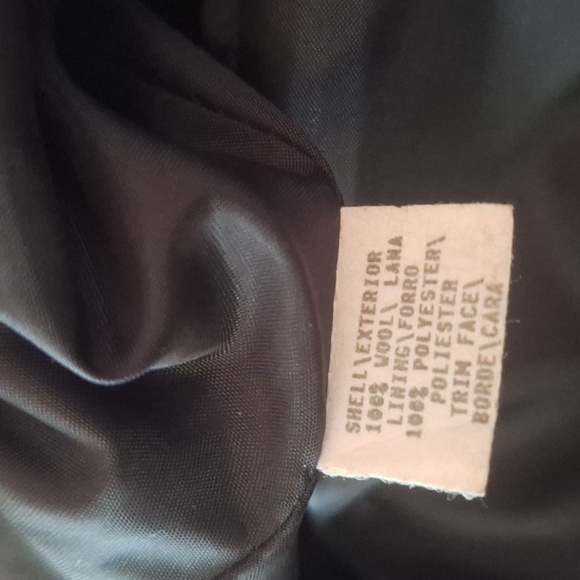 SHELL\EXTERIOR
100% WOOL\ LANA
LINING\FORRO
100% POLYESTER\
POLIESTER
TRIM FACE\
BORDE\CARA